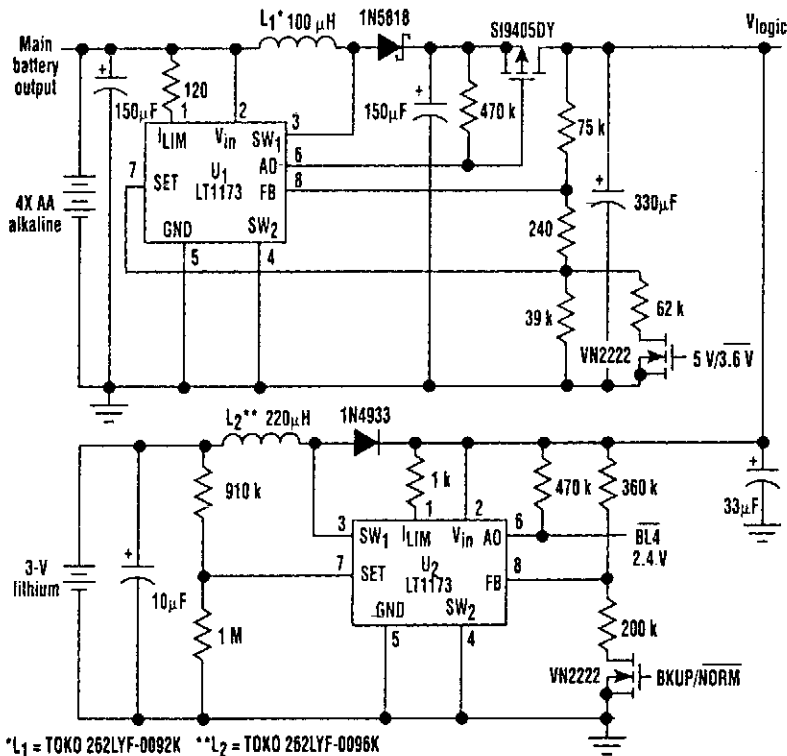 L₁* 100 µH
1N5818
SI9405DY
Vlogic
Main
battery
output
150µF
120
1
2
ILIM
Vin
SW₁
3
150µF
470 k
75 k
AO
6
7
SET
U₁
LT1173
FB
8
330µF
4X AA
alkaline
GND
SW₂
240
5
4
39 k
62 k
VN2222
5 V/3.6 V
L₂** 220µH
1N4933
910 k
1 k
470 k
360 k
1
2
3
SW₁
ILIM
Vin
AO
6
33µF
BL4
2.4.V
7
SET
U₂
LT1173
FB
8
3-V
lithium
10µF
GND
SW₂
1 M
5
4
200 k
VN2222
BKUP/NORM
*L₁ = TOKO 262LYF-0092K **L₂ = TOKO 262LYF-0096K